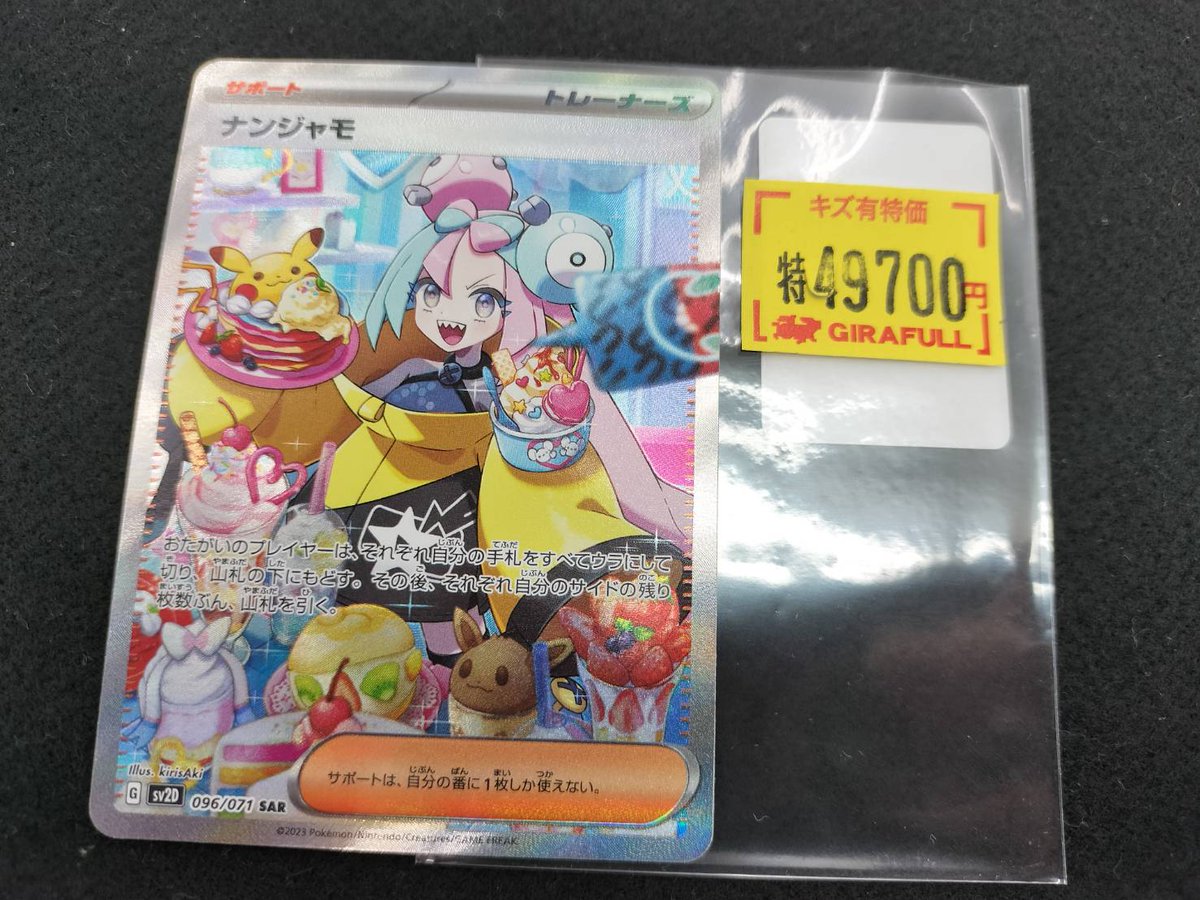 サポート
トレーナーズ
ナンジャモ
おたがいのプレイヤーは、それぞれ自分の手札をすべてウラにして
切り、山札の下にもどす。その後、それぞれ自分のサイドの残り
枚数ぶん、山札を引く。
サポートは、自分の番に1枚しか使えない。
Illus. kirisAki
G sv2D 096/071 SAR
©2023 Pokémon/Nintendo/Creatures/GAME FREAK.
キズ有特価
特49700円
GIRAFULL